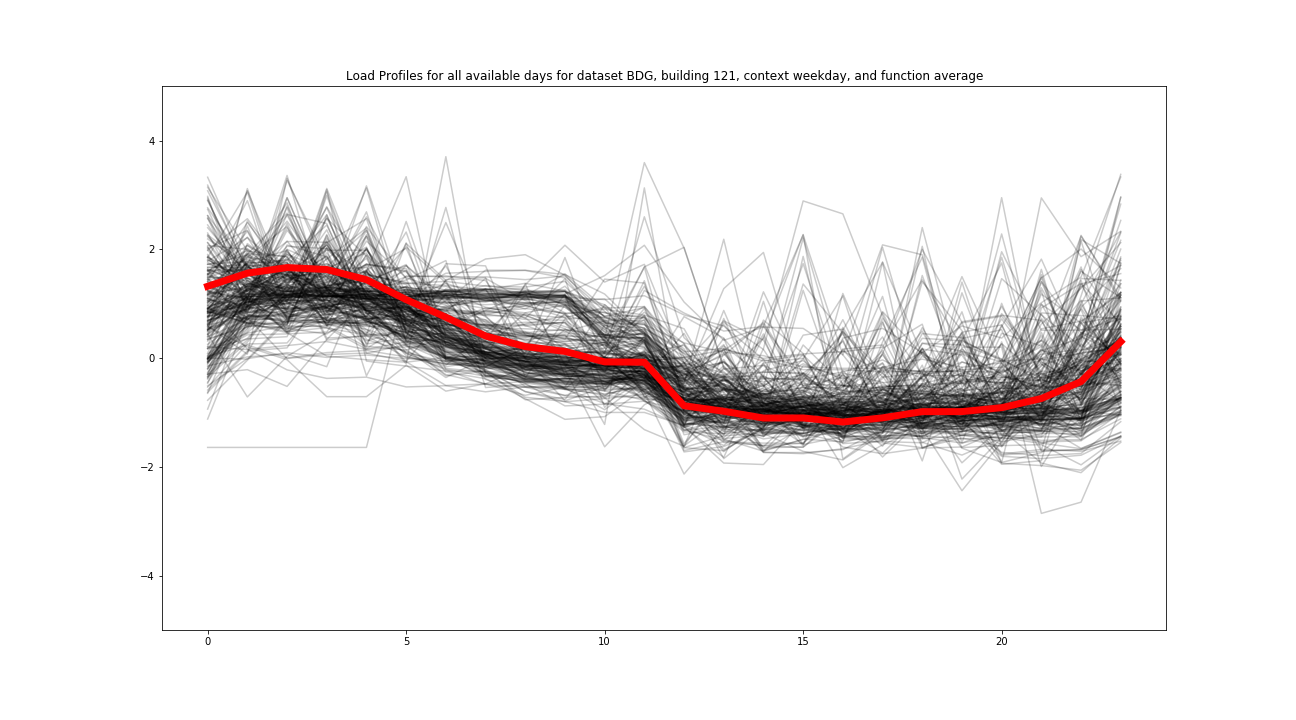 Load Profiles for all available days for dataset BDG, building 121, context weekday, and function average
4
2
0
−2
−4
0 5 10 15 20